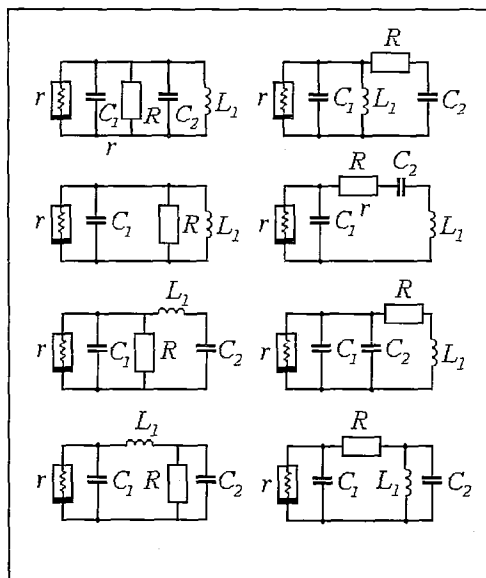 R
r C₁ R C₂ L₁ r C₁ L₁ C₂
r
R C₂
r C₁ R L₁ r C₁ r L₁
L₁ R
r C₁ R C₂ r C₁ C₂ L₁
L₁ R
r C₁ R C₂ r C₁ L₁ C₂